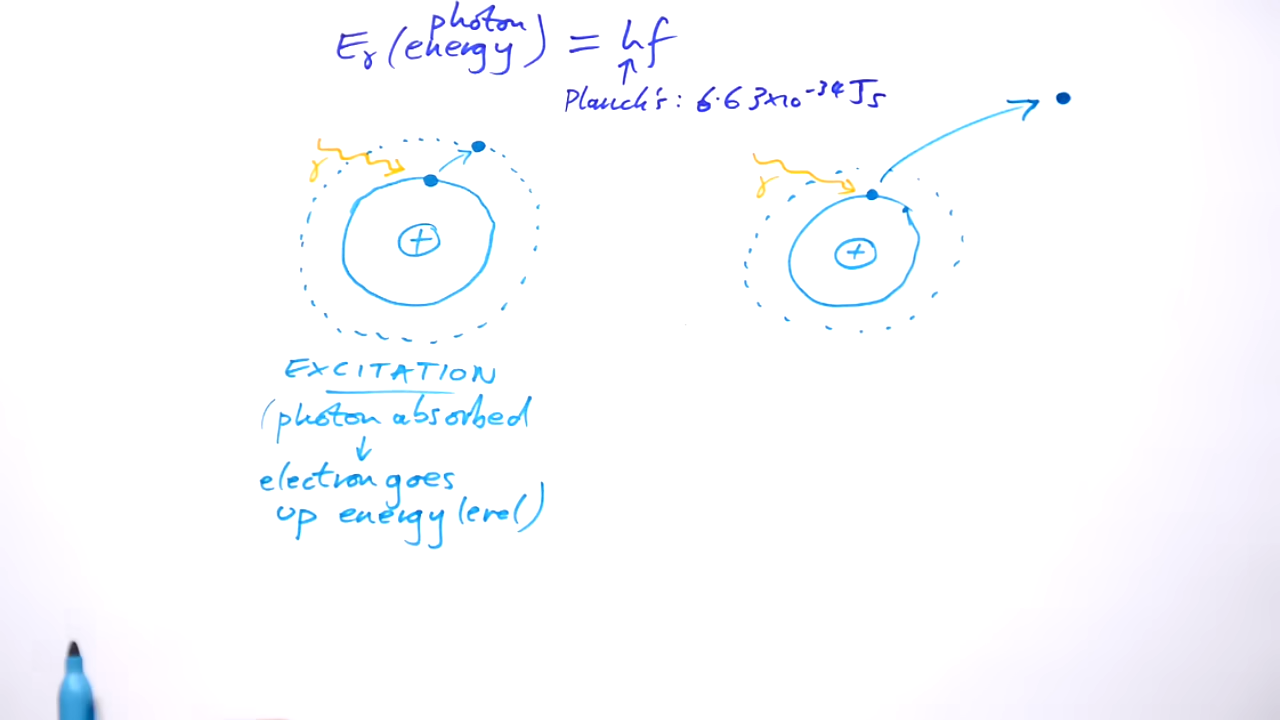 photon
Eγ (energy) = hf
Planck's: 6.63×10⁻³⁴ Js
γ
γ
+
+
EXCITATION
(photon absorbed
↓
electron goes
up energy level)